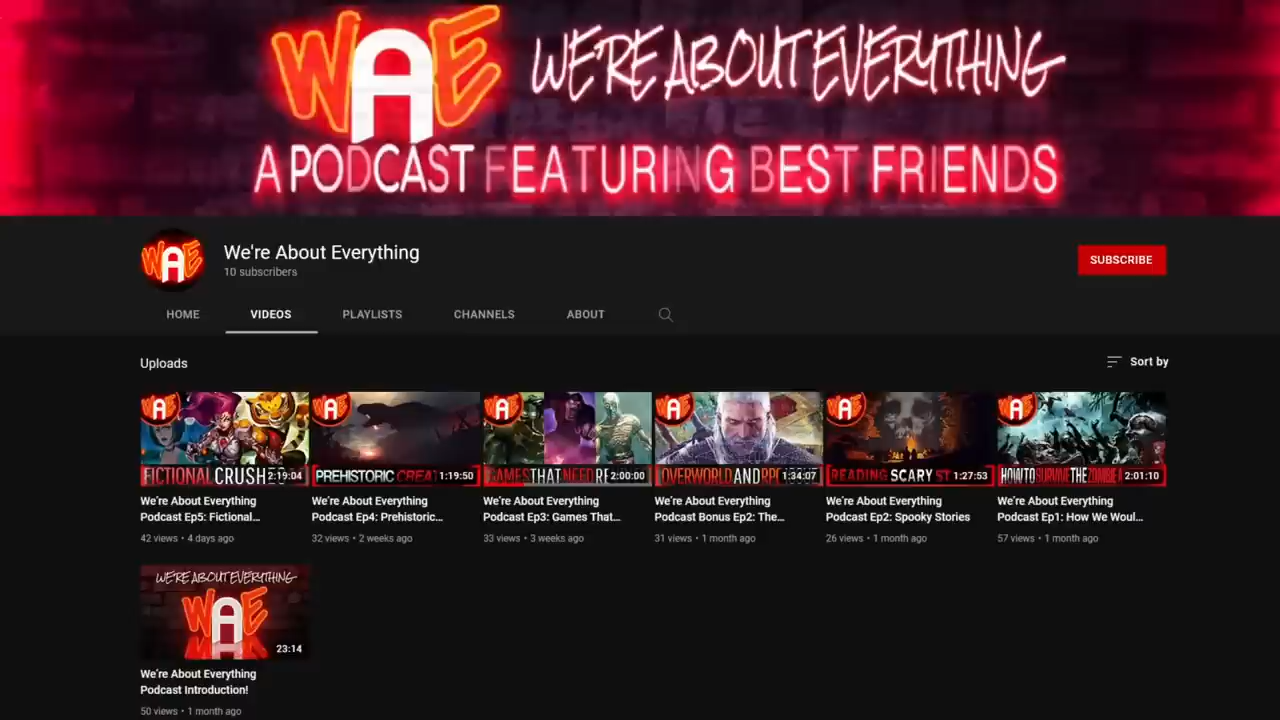 WAE WE'RE ABOUT EVERYTHING
A PODCAST FEATURING BEST FRIENDS
WAE
We're About Everything
10 subscribers
SUBSCRIBE
HOME VIDEOS PLAYLISTS CHANNELS ABOUT
Uploads
Sort by
A A A A A A
FICTIONAL CRUSHES 2:19:04
PREHISTORIC CREAT 1:19:50
GAMES THAT NEED RE 2:00:00
OVERWORLD AND RPG 1:34:07
READING SCARY ST 1:27:53
HOW TO SURVIVE THE ZOMBIE A 2:01:10
We're About Everything
Podcast Ep5: Fictional...
42 views • 4 days ago
We're About Everything
Podcast Ep4: Prehistoric...
32 views • 2 weeks ago
We're About Everything
Podcast Ep3: Games That...
33 views • 3 weeks ago
We're About Everything
Podcast Bonus Ep2: The...
31 views • 1 month ago
We're About Everything
Podcast Ep2: Spooky Stories
26 views • 1 month ago
We're About Everything
Podcast Ep1: How We Woul...
57 views • 1 month ago
WE'RE ABOUT EVERYTHING
WAE
23:14
We're About Everything
Podcast Introduction!
50 views • 1 month ago